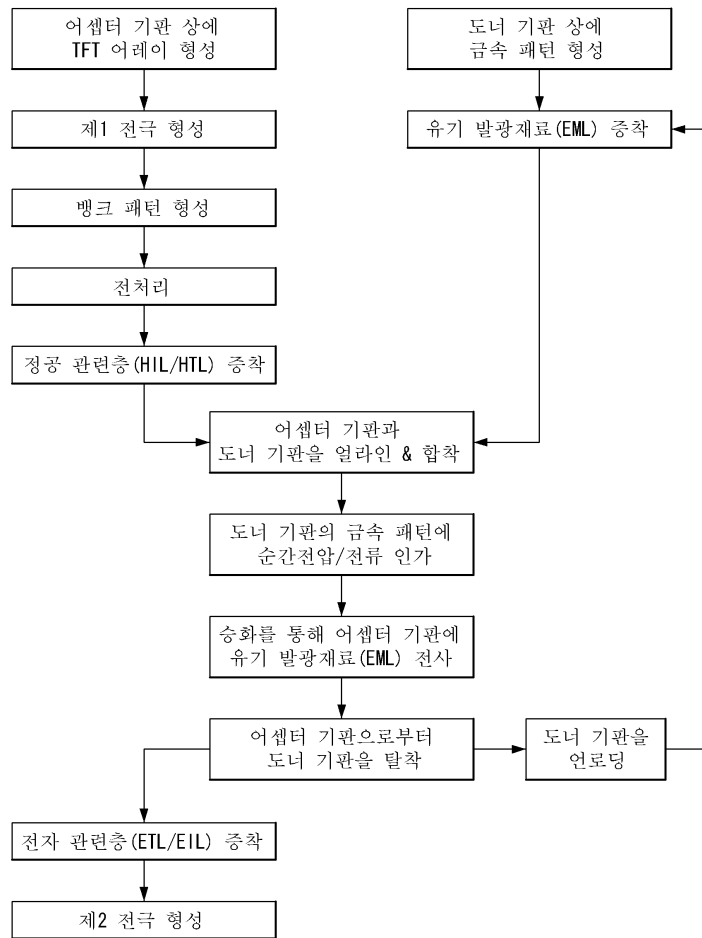 어셉터 기판 상에
TFT 어레이 형성
제1 전극 형성
뱅크 패턴 형성
전처리
정공 관련층(HIL/HTL) 증착
도너 기판 상에
금속 패턴 형성
유기 발광재료(EML) 증착
어셉터 기판과
도너 기판을 얼라인 & 합착
도너 기판의 금속 패턴에
순간전압/전류 인가
승화를 통해 어셉터 기판에
유기 발광재료(EML) 전사
어셉터 기판으로부터
도너 기판을 탈착
도너 기판을
언로딩
전자 관련층(ETL/EIL) 증착
제2 전극 형성